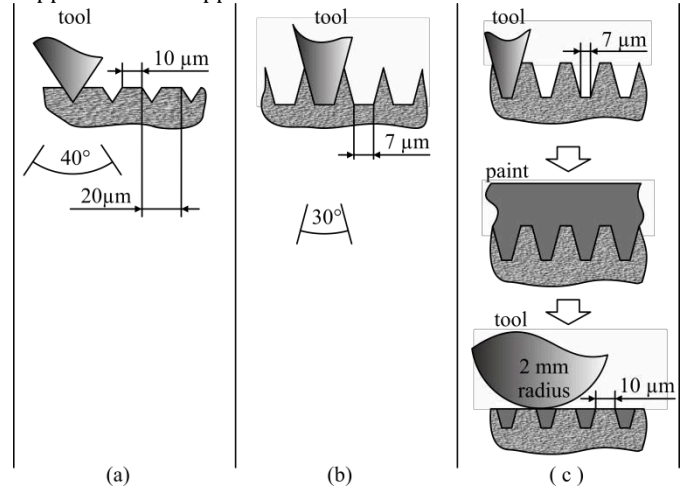 tool
10 µm
40°
20µm
(a)
tool
7 µm
30°
(b)
tool
7 µm
paint
tool
2 mm
radius
10 µm
( c )